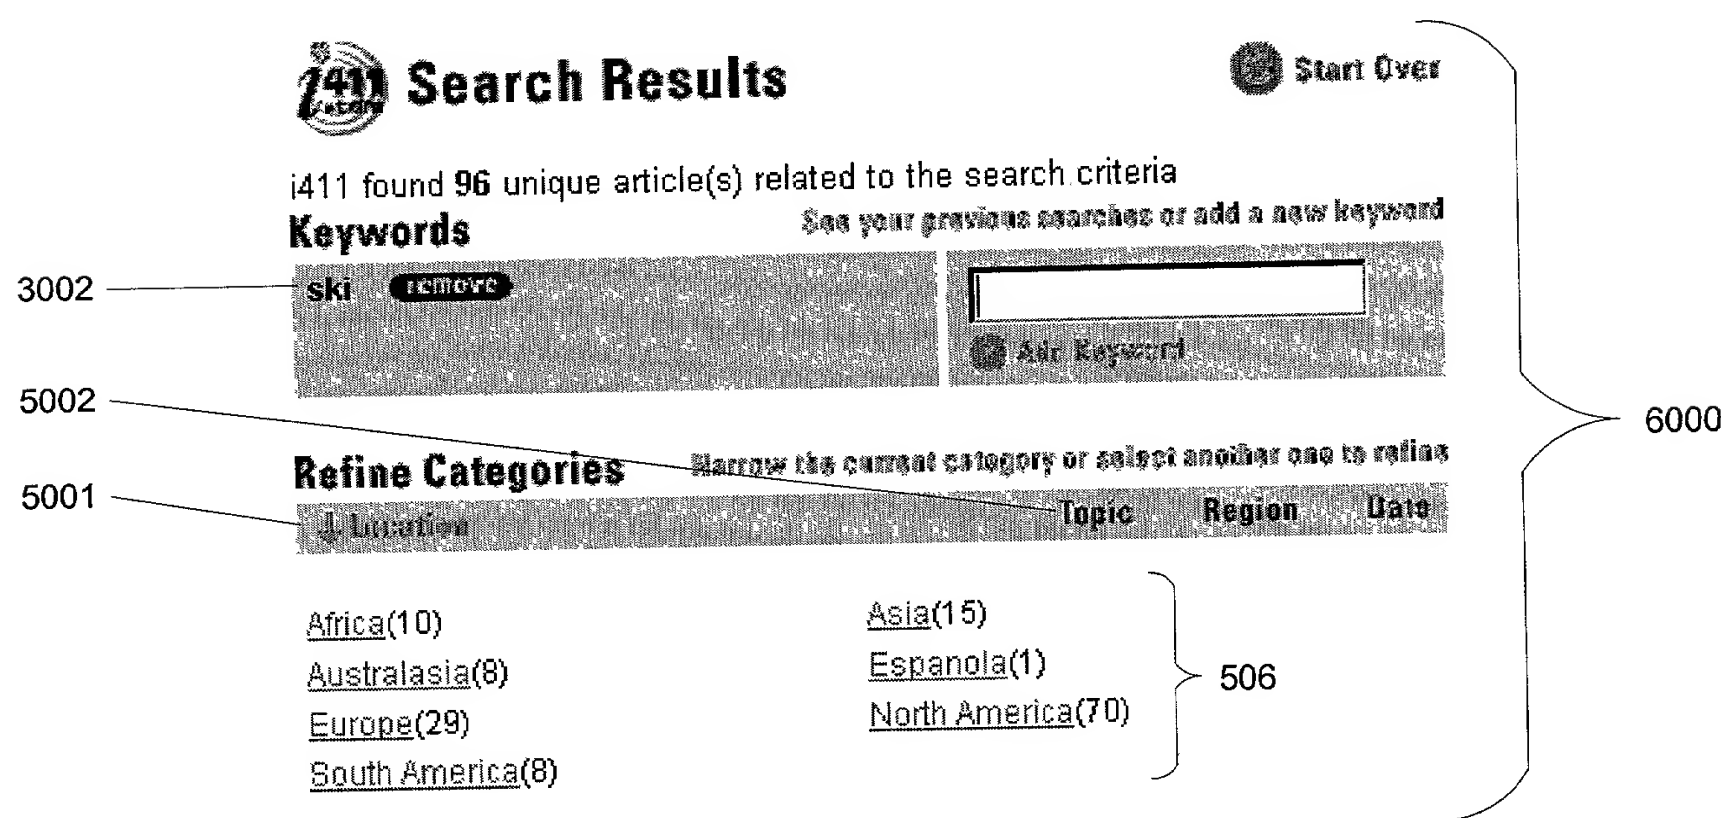 i411 Search Results
Start Over
i411 found 96 unique article(s) related to the search criteria
Keywords
See your previous searches or add a new keyword
3002
ski remove
Add Keyword
5002
6000
Refine Categories
Narrow the current category or select another one to refine
5001
Location Topic Region Date
Africa(10) Asia(15)
Australasia(8) Espanola(1)
506
Europe(29) North America(70)
South America(8)